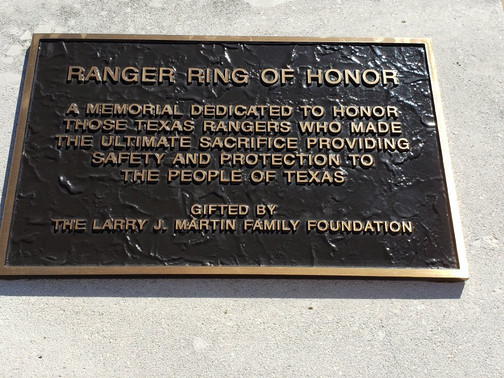 RANGER RING OF HONOR
A MEMORIAL DEDICATED TO HONOR
THOSE TEXAS RANGERS WHO MADE
THE ULTIMATE SACRIFICE PROVIDING
SAFETY AND PROTECTION TO
THE PEOPLE OF TEXAS
GIFTED BY
THE LARRY J. MARTIN FAMILY FOUNDATION